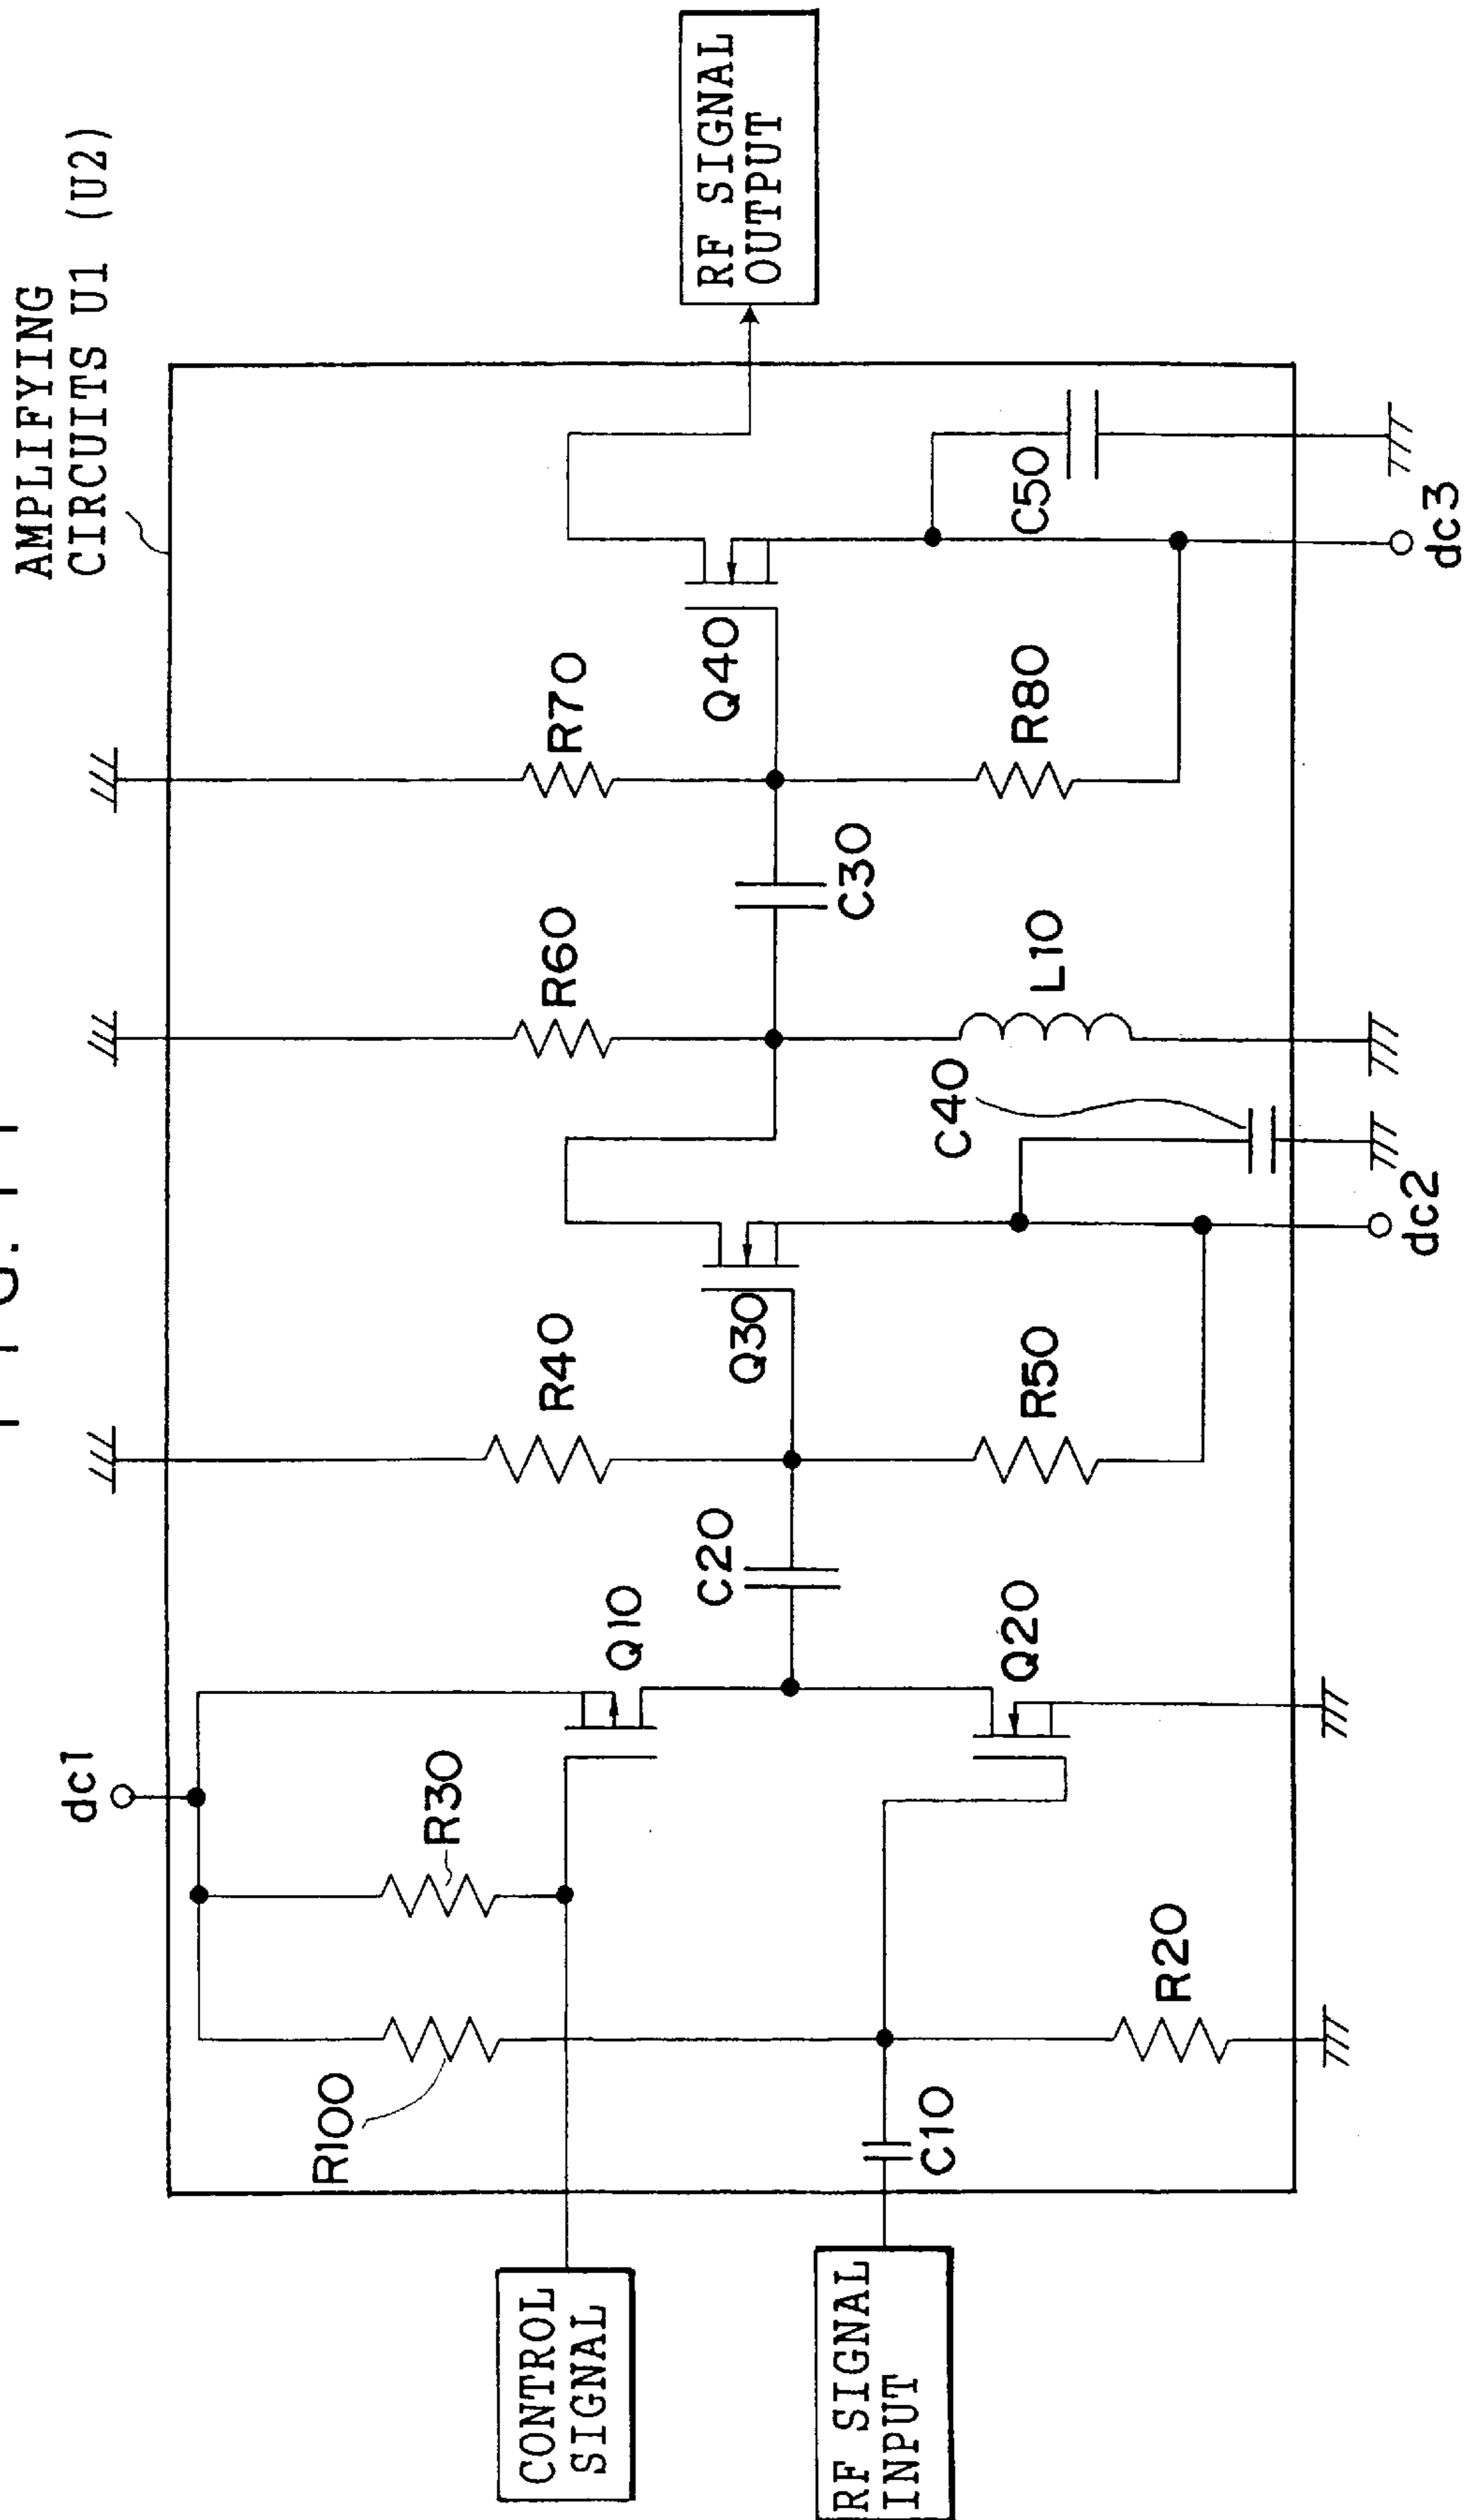 AMPLIFYING
CIRCUITS U1 (U2)
dc1
R100
R30
Q10
CONTROL
SIGNAL
RF SIGNAL
INPUT
C10
R20
Q20
C20
R40
R50
Q30
dc2
C40
R60
L10
C30
R70
R80
Q40
C50
dc3
RF SIGNAL
OUTPUT